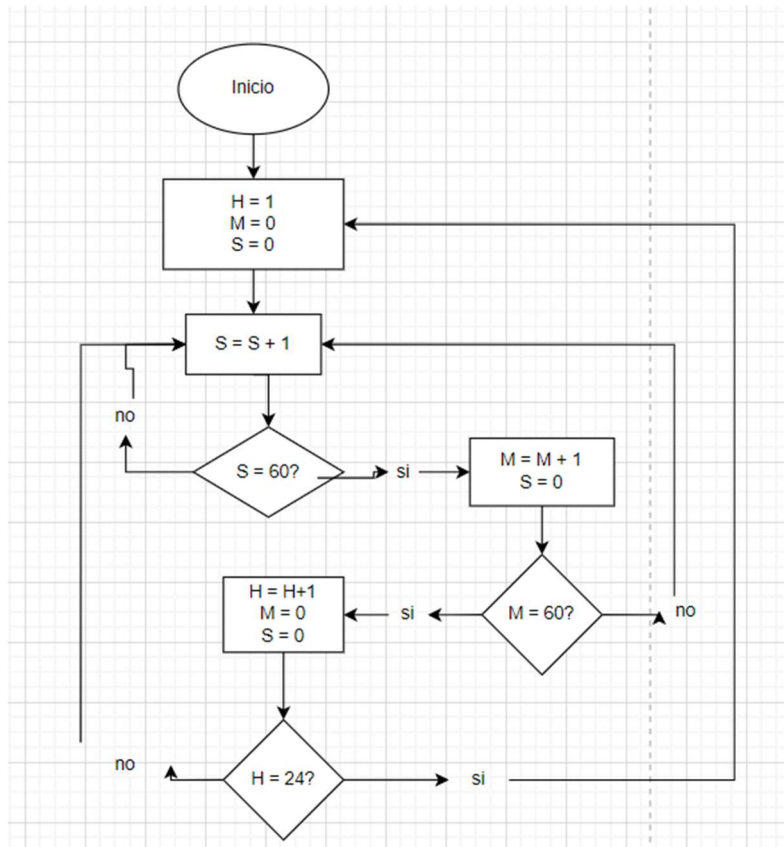 Inicio
H = 1
M = 0
S = 0
S = S + 1
no
S = 60?
si
M = M + 1
S = 0
H = H+1
M = 0
S = 0
si
M = 60?
no
no
H = 24?
si